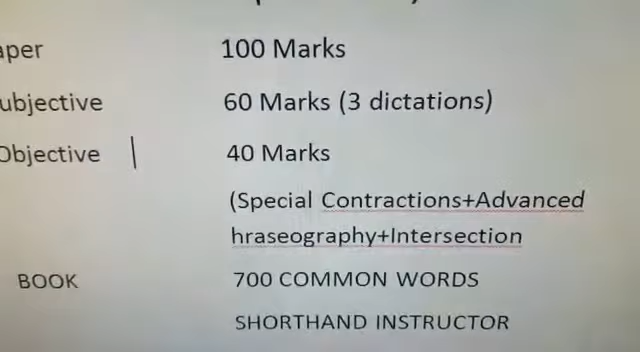 aper 100 Marks
ubjective 60 Marks (3 dictations)
Objective 40 Marks
(Special Contractions+Advanced
hraseography+Intersection
BOOK 700 COMMON WORDS
SHORTHAND INSTRUCTOR